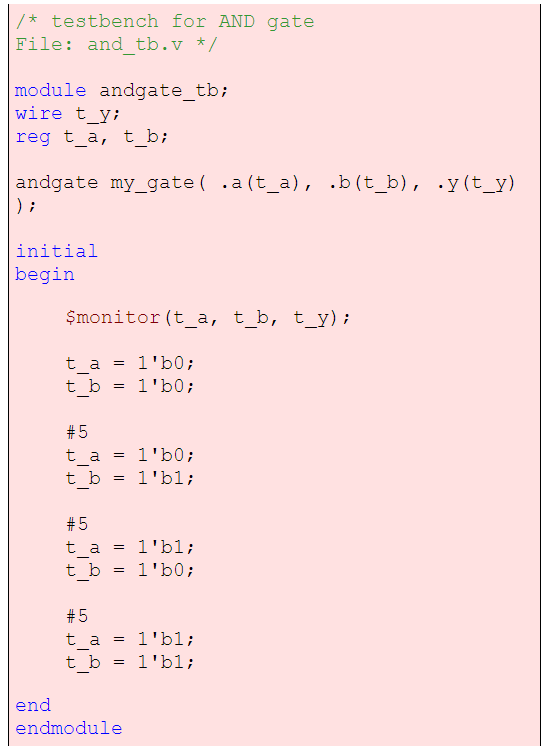 /* testbench for AND gate
File: and_tb.v */
module andgate_tb;
wire t_y;
reg t_a, t_b;
andgate my_gate( .a(t_a), .b(t_b), .y(t_y)
);
initial
begin
$monitor(t_a, t_b, t_y);
t_a = 1'b0;
t_b = 1'b0;
#5
t_a = 1'b0;
t_b = 1'b1;
#5
t_a = 1'b1;
t_b = 1'b0;
#5
t_a = 1'b1;
t_b = 1'b1;
end
endmodule